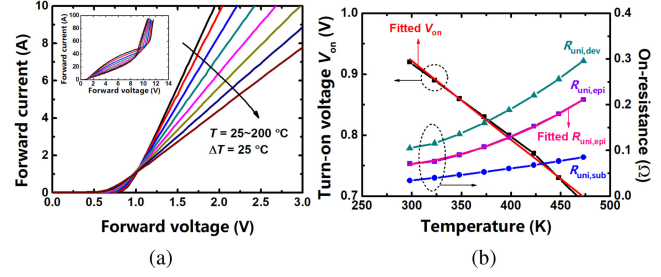 (a)
Forward current (A)
10
8
6
4
2
0
0.0 0.5 1.0 1.5 2.0 2.5 3.0
Forward voltage (V)
Forward current (A)
100
80
60
40
20
0
0 2 4 6 8 10 12 14
Forward voltage (V)
T = 25~200 °C
ΔT = 25 °C
(a)
(b)
Turn-on voltage Von (V)
1.0
0.9
0.8
0.7
250 300 350 400 450 500
Temperature (K)
0.4
0.3
0.2
0.1
0.0
On-resistance (Ω)
Fitted Von
Runi,dev
Runi,epi
Fitted Runi,epi
Runi,sub
(b)